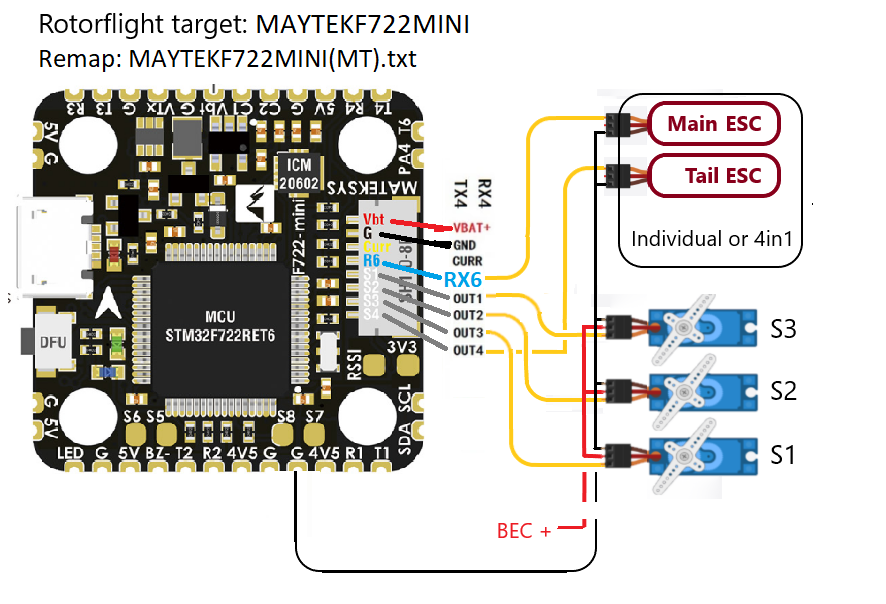 Rotorflight target: MAYTEKF722MINI
Remap: MAYTEKF722MINI(MT).txt
R3 T3 G VTx G Vbt C1 C2 G 5V R4 T4
5V
G
PA4 T6
ICM
20602
MATEKSYS
F722-mini
TX4 RX4
Vbt
G
Curr
R6
S1
S2
S3
S4
VBAT+
GND
CURR
RX6
OUT1
OUT2
OUT3
OUT4
Main ESC
Tail ESC
Individual or 4in1
MCU
STM32F722RET6
DFU
RSSI
3V3
S3
S2
S1
G
5V
S6 S5
S8 S7
SDA SCL
LED G 5V BZ- T2 R2 4V5 G G 4V5 R1 T1
BEC +